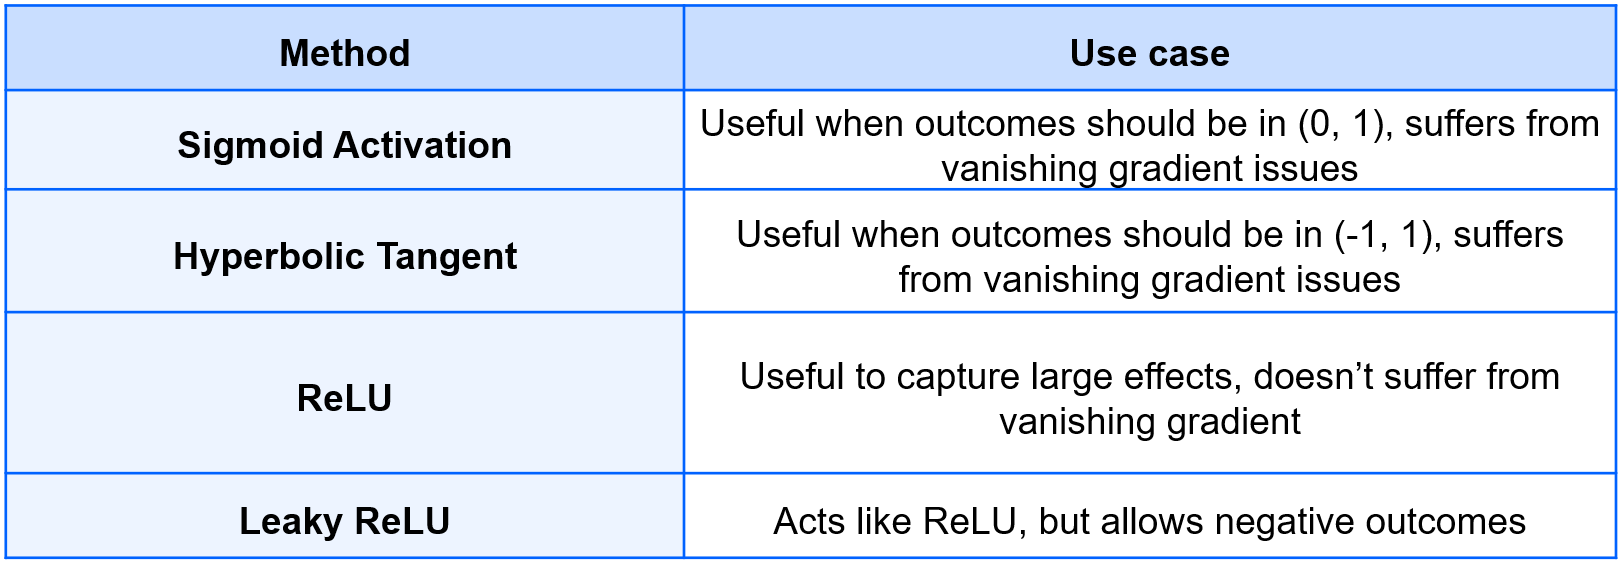 Method
Use case
Sigmoid Activation
Useful when outcomes should be in (0, 1), suffers from
vanishing gradient issues
Hyperbolic Tangent
Useful when outcomes should be in (-1, 1), suffers
from vanishing gradient issues
ReLU
Useful to capture large effects, doesn’t suffer from
vanishing gradient
Leaky ReLU
Acts like ReLU, but allows negative outcomes